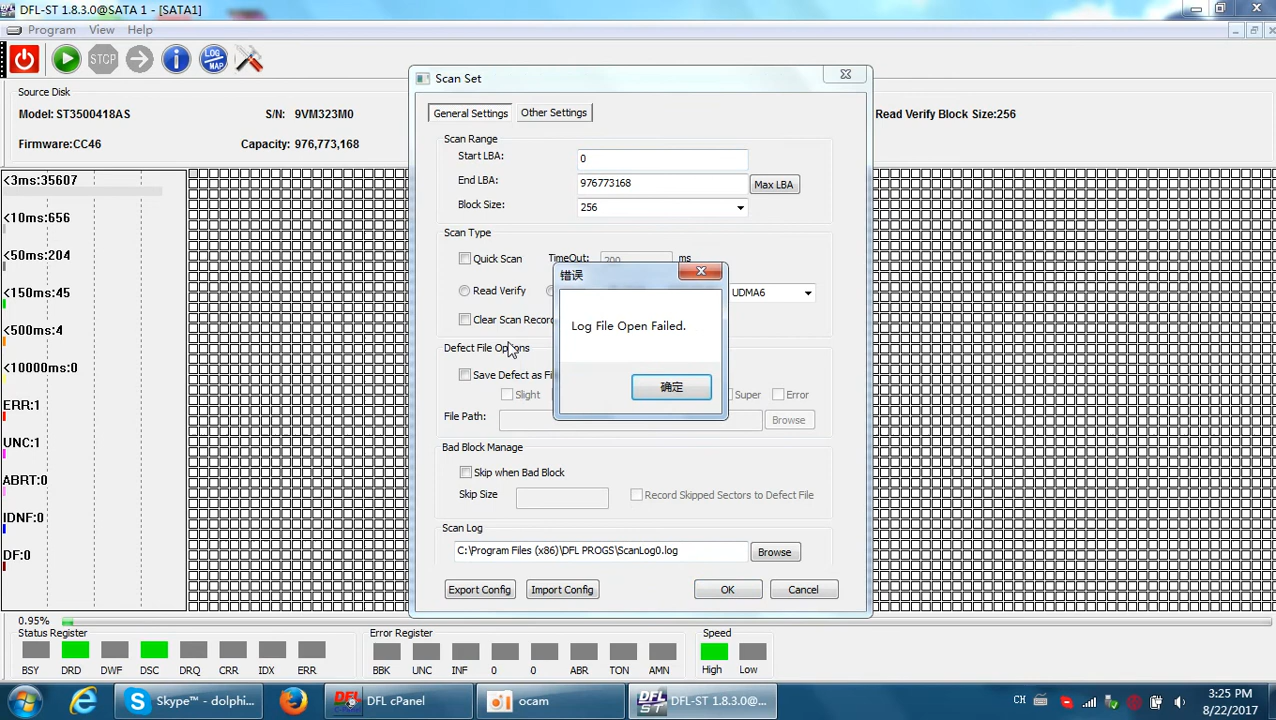 DFL-ST 1.8.3.0@SATA 1 - [SATA1]
Program View Help
STOP
LOG MAP
Source Disk
Model: ST3500418AS S/N: 9VM323M0
Firmware:CC46 Capacity: 976,773,168
Read Verify Block Size:256
<3ms:35607
<10ms:656
<50ms:204
<150ms:45
<500ms:4
<10000ms:0
ERR:1
UNC:1
ABRT:0
IDNF:0
DF:0
Scan Set
General Settings Other Settings
Scan Range
Start LBA: 0
End LBA: 976773168 Max LBA
Block Size: 256
Scan Type
Quick Scan TimeOut: 200 ms
Read Verify UDMA6
Clear Scan Record
Defect File Options
Save Defect as Fi
Slight Super Error
File Path: Browse
Bad Block Manage
Skip when Bad Block
Skip Size Record Skipped Sectors to Defect File
Scan Log
C:\Program Files (x86)\DFL PROGS\ScanLog0.log Browse
Export Config Import Config OK Cancel
错误
Log File Open Failed.
确定
0.95%
Status Register Error Register Speed
BSY DRD DWF DSC DRQ CRR IDX ERR BBK UNC INF 0 0 ABR TON AMN High Low
Skype™ - dolphi... DFL cPanel ocam DFL-ST 1.8.3.0@... CH 3:25 PM
8/22/2017